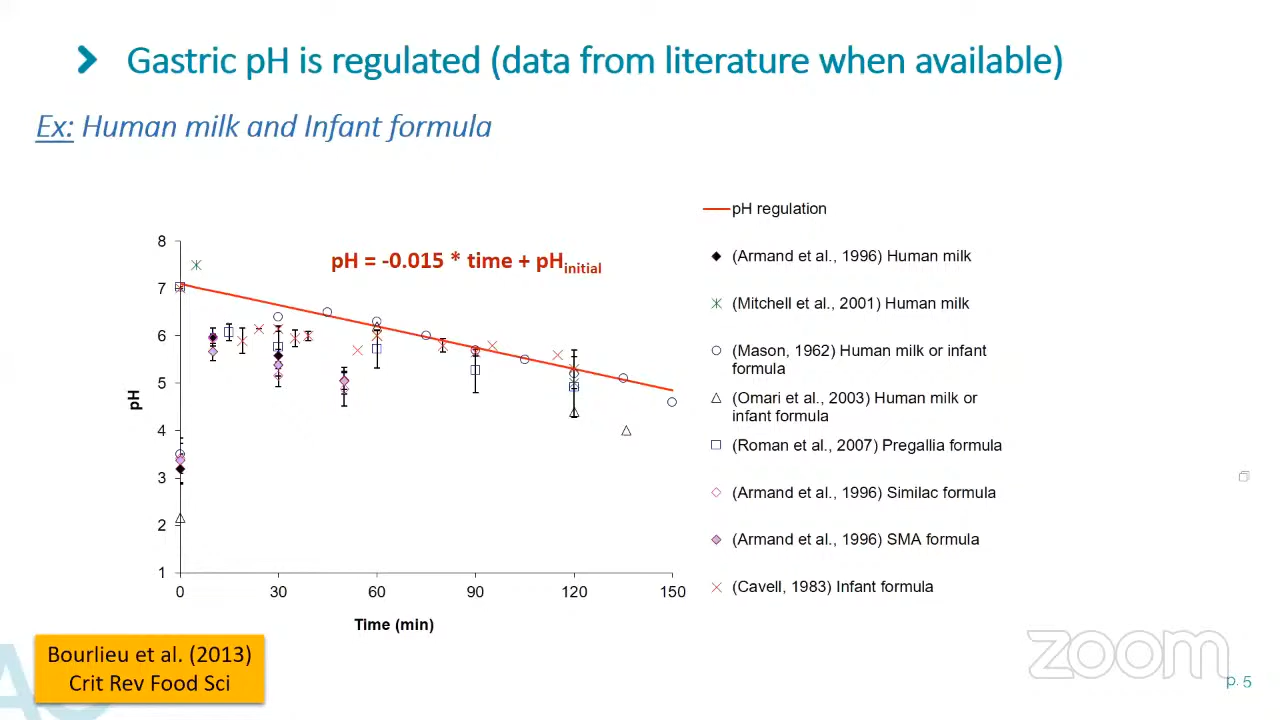 Gastric pH is regulated (data from literature when available)
Ex: Human milk and Infant formula
pH = -0.015 * time + pHinitial
8
7
6
5
4
3
2
1
pH
0 30 60 90 120 150
Time (min)
pH regulation
(Armand et al., 1996) Human milk
(Mitchell et al., 2001) Human milk
(Mason, 1962) Human milk or infant
formula
(Omari et al., 2003) Human milk or
infant formula
(Roman et al., 2007) Pregallia formula
(Armand et al., 1996) Similac formula
(Armand et al., 1996) SMA formula
(Cavell, 1983) Infant formula
Bourlieu et al. (2013)
Crit Rev Food Sci
zoom
p. 5